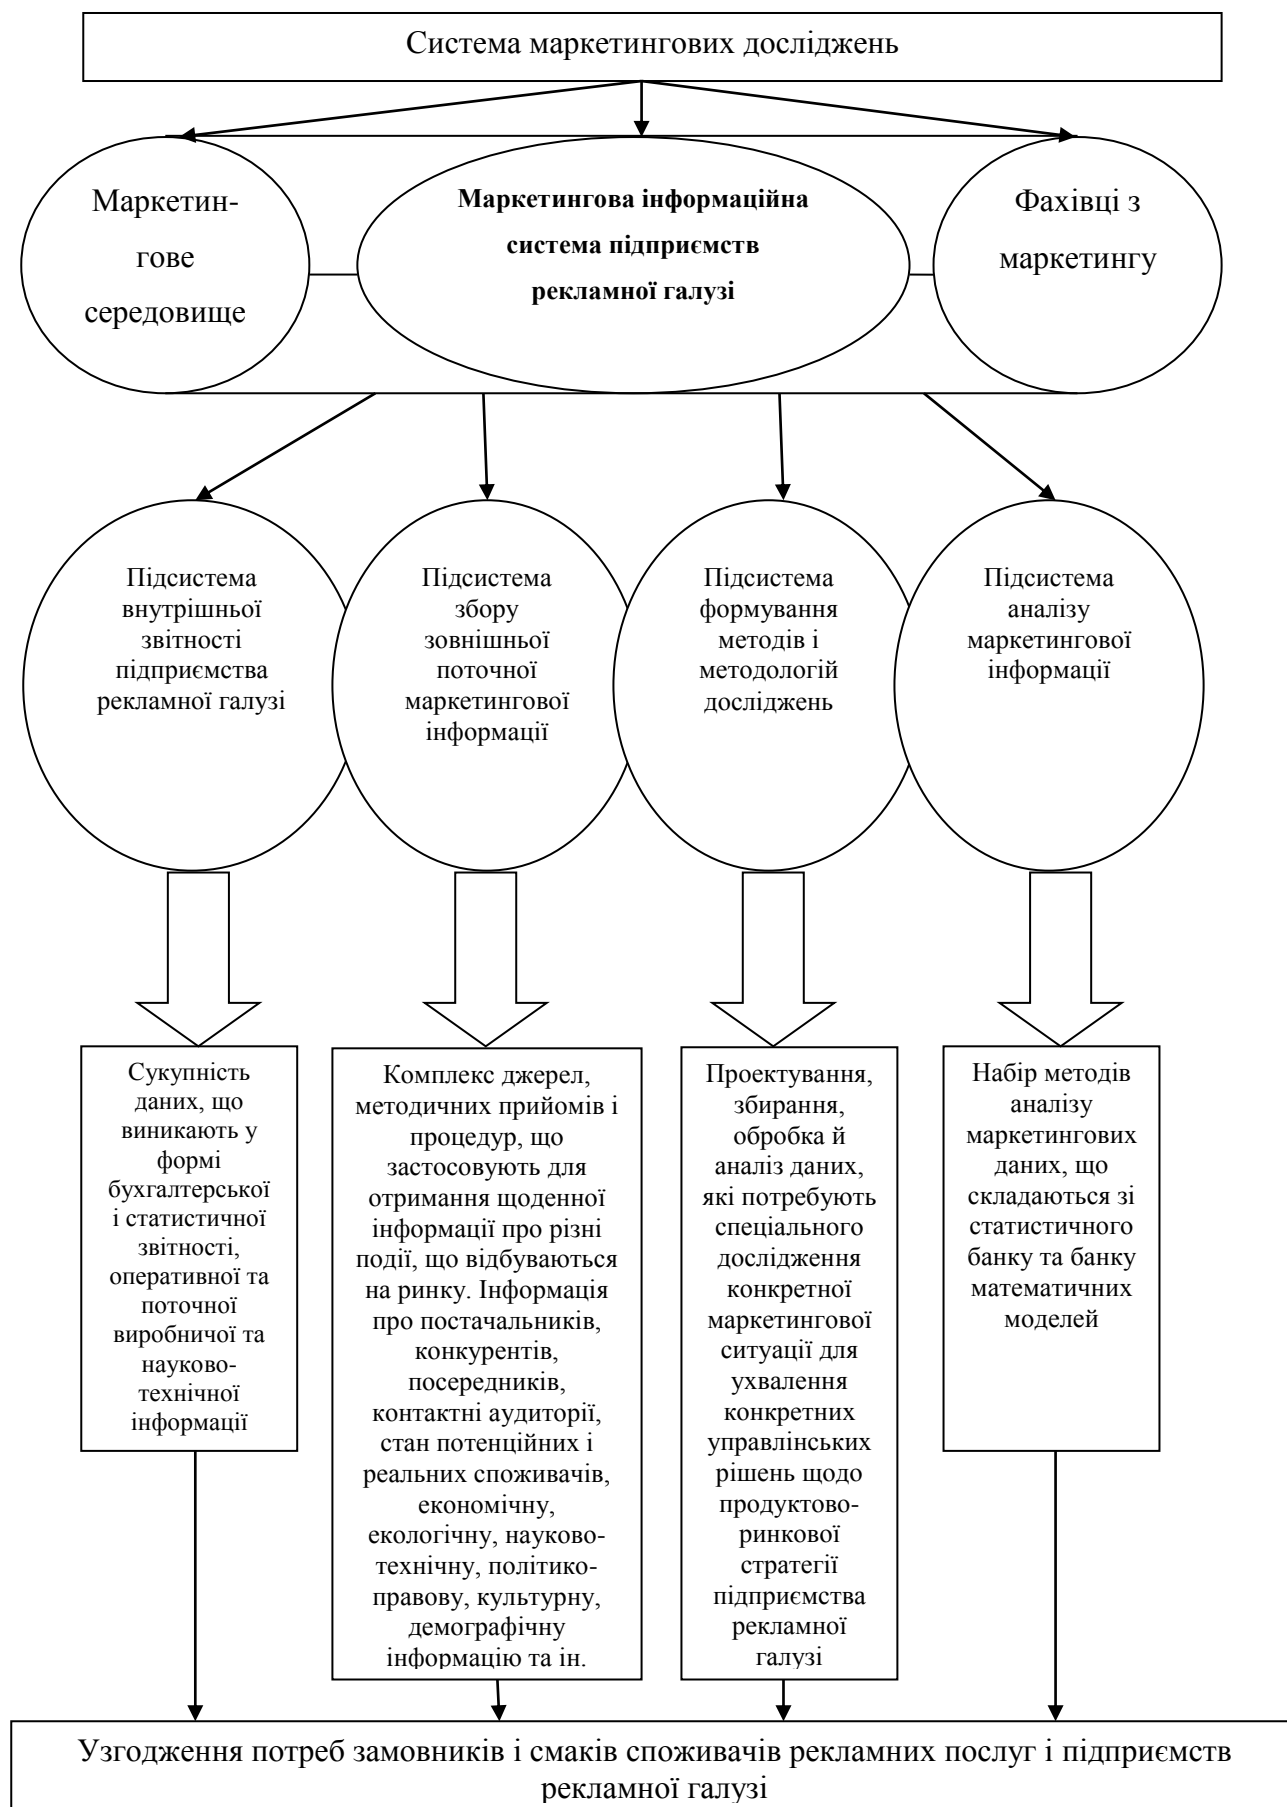 Система маркетингових досліджень
Маркетин-
гове
середовище
Маркетингова інформаційна
система підприємств
рекламної галузі
Фахівці з
маркетингу
Підсистема
внутрішньої
звітності
підприємства
рекламної галузі
Підсистема
збору
зовнішньої
поточної
маркетингової
інформації
Підсистема
формування
методів і
методологій
досліджень
Підсистема
аналізу
маркетингової
інформації
Сукупність
даних, що
виникають у
формі
бухгалтерської
і статистичної
звітності,
оперативної та
поточної
виробничої та
науково-
технічної
інформації
Комплекс джерел,
методичних прийомів і
процедур, що
застосовують для
отримання щоденної
інформації про різні
події, що відбуваються
на ринку. Інформація
про постачальників,
конкурентів,
посередників,
контактні аудиторії,
стан потенційних і
реальних споживачів,
економічну,
екологічну, науково-
технічну, політико-
правову, культурну,
демографічну
інформацію та ін.
Проектування,
збирання,
обробка й
аналіз даних,
які потребують
спеціального
дослідження
конкретної
маркетингової
ситуації для
ухвалення
конкретних
управлінських
рішень щодо
продуктово-
ринкової
стратегії
підприємства
рекламної
галузі
Набір методів
аналізу
маркетингових
даних, що
складаються зі
статистичного
банку та банку
математичних
моделей
Узгодження потреб замовників і смаків споживачів рекламних послуг і підприємств
рекламної галузі